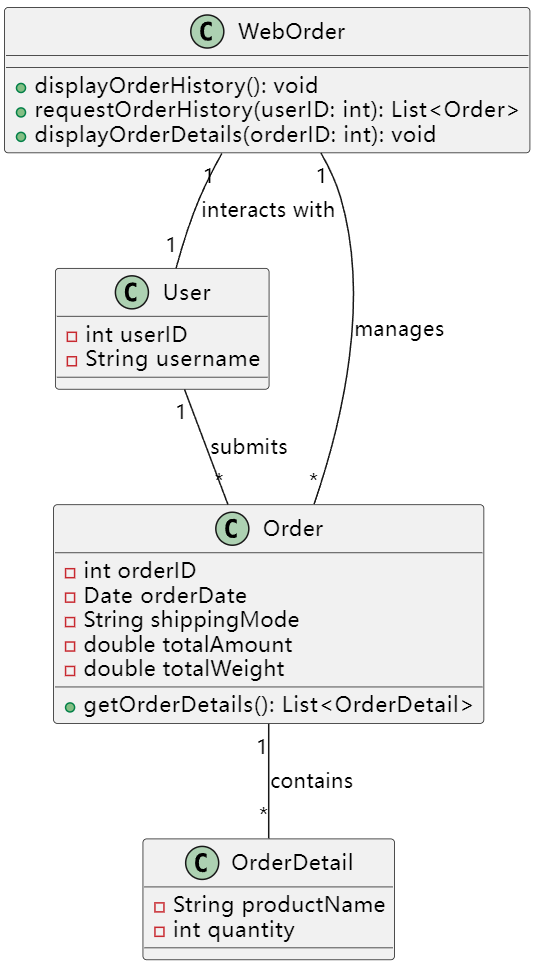 C WebOrder
displayOrderHistory(): void
requestOrderHistory(userID: int): List<Order>
displayOrderDetails(orderID: int): void
1
1
interacts with
1
C User
int userID
String username
manages
1
submits
*
*
C Order
int orderID
Date orderDate
String shippingMode
double totalAmount
double totalWeight
getOrderDetails(): List<OrderDetail>
1
contains
*
C OrderDetail
String productName
int quantity